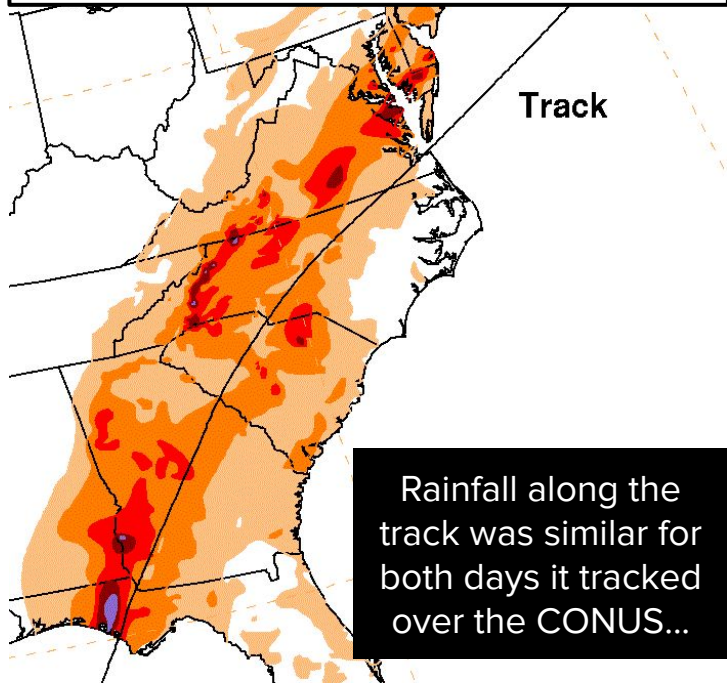 Track
Rainfall along the
track was similar for
both days it tracked
over the CONUS...